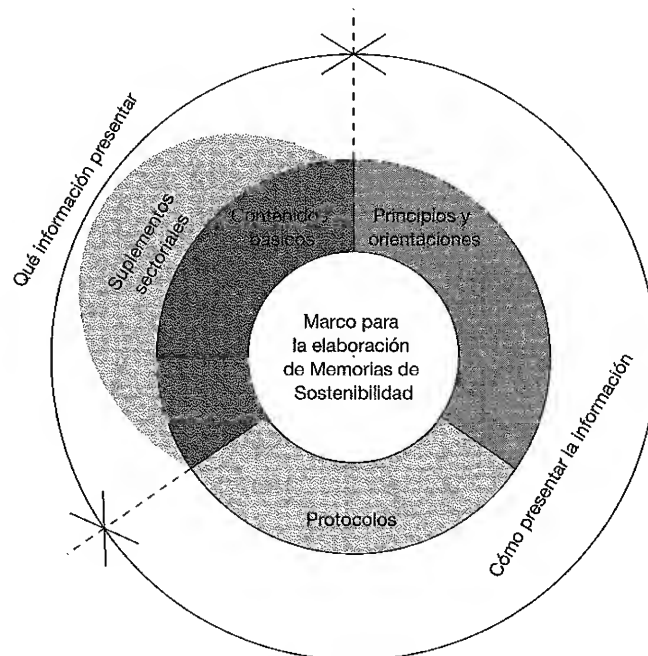 Qué información presentar
Suplementos
sectoriales
Contenidos
básicos
Principios y
orientaciones
Marco para
la elaboración
de Memorias de
Sostenibilidad
Protocolos
Cómo presentar la información